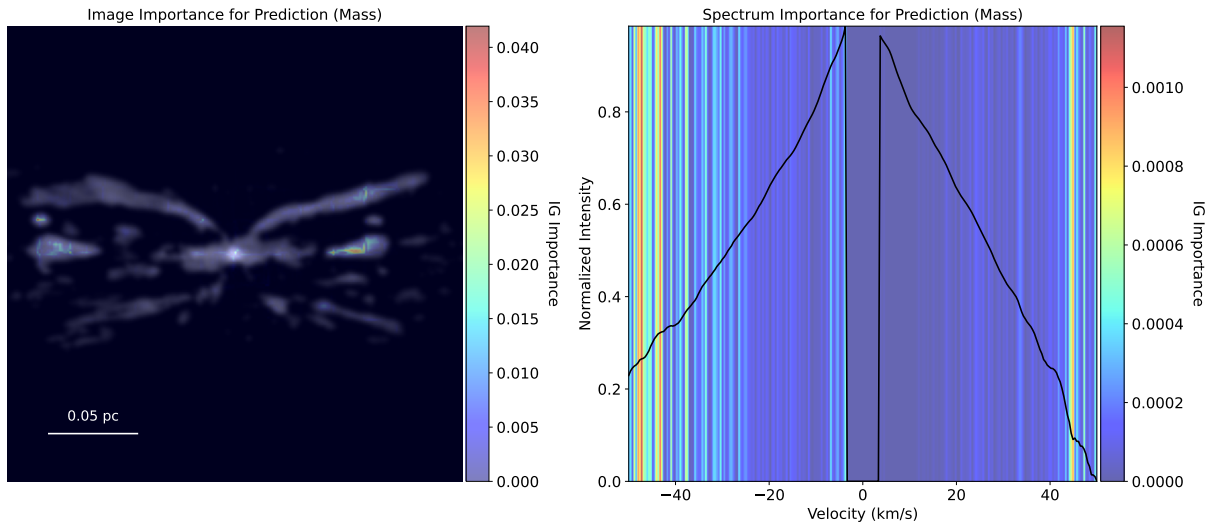 Image Importance for Prediction (Mass)
0.05 pc
0.040
0.035
0.030
0.025
0.020
0.015
0.010
0.005
0.000
IG Importance
Spectrum Importance for Prediction (Mass)
Normalized Intensity
0.8
0.6
0.4
0.2
0.0
−40 −20 0 20 40
Velocity (km/s)
0.0010
0.0008
0.0006
0.0004
0.0002
0.0000
IG Importance